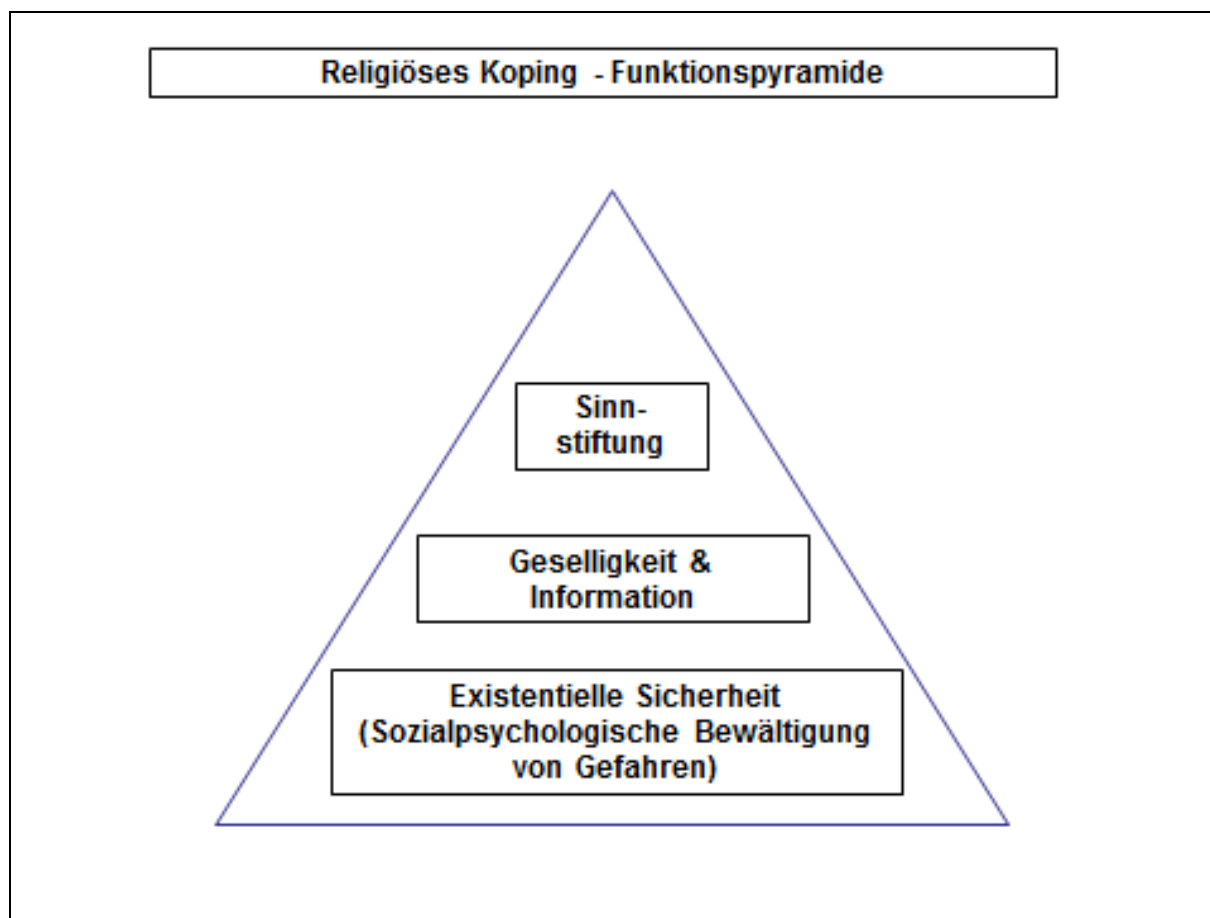 Religiöses Koping - Funktionspyramide
Sinn-
stiftung
Geselligkeit &
Information
Existentielle Sicherheit
(Sozialpsychologische Bewältigung
von Gefahren)